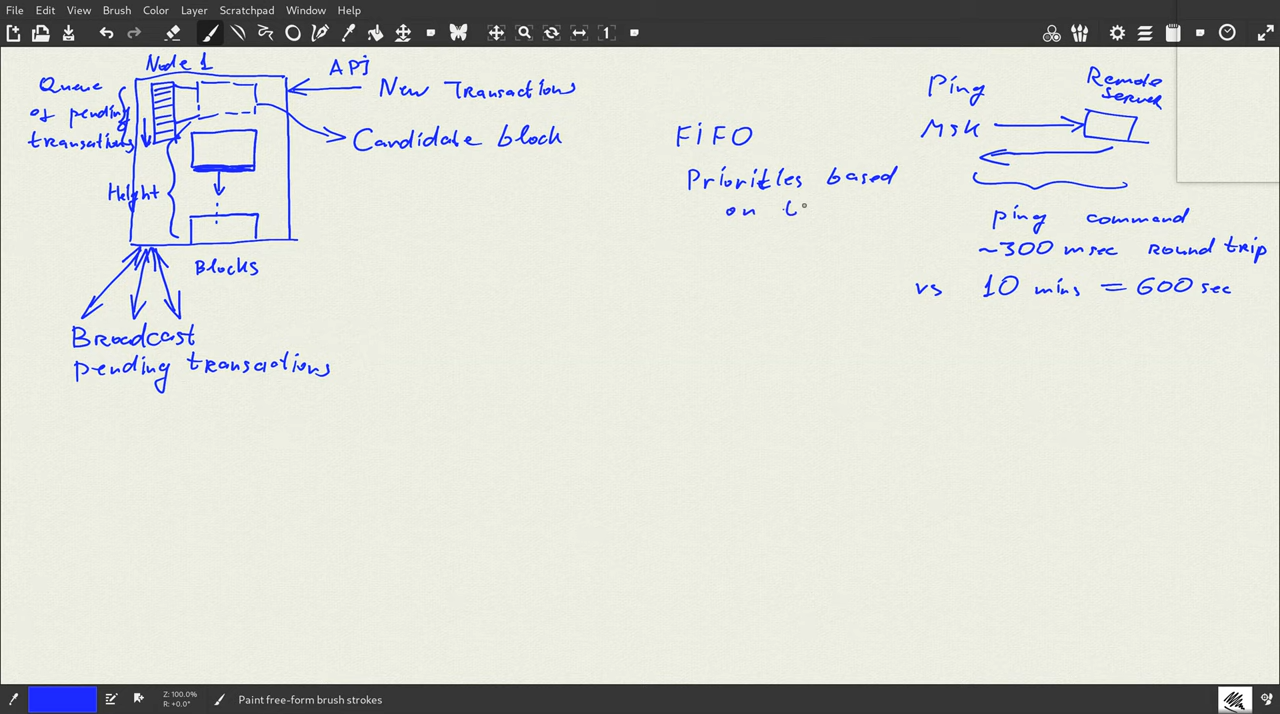 File Edit View Brush Color Layer Scratchpad Window Help
Node 1
Queue
of pending
transations
API
New Transactions
Candidate block
Height
Blocks
Broadcast
pending transactions
FiFO
Priorities based
on
Ping
Remote
server
MSK
ping command
~300 msec round trip
vs 10 mins = 600 sec
Z: 100.0%
R: +0.0°
Paint free-form brush strokes